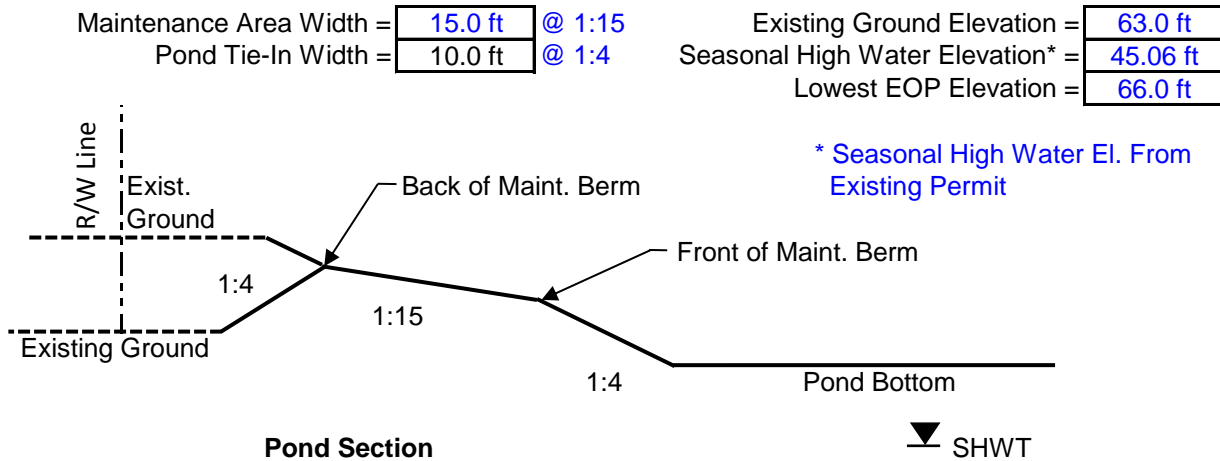 Maintenance Area Width = 15.0 ft @ 1:15
Pond Tie-In Width = 10.0 ft @ 1:4
Existing Ground Elevation = 63.0 ft
Seasonal High Water Elevation* = 45.06 ft
Lowest EOP Elevation = 66.0 ft
* Seasonal High Water El. From
Existing Permit
R/W Line
Exist.
Ground
Back of Maint. Berm
Front of Maint. Berm
1:4
1:15
Existing Ground
1:4
Pond Bottom
Pond Section
SHWT